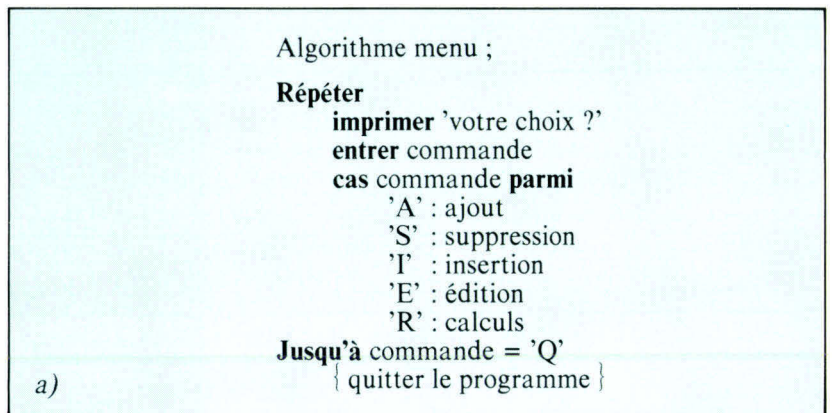 Algorithme menu ;
Répéter
imprimer 'votre choix ?'
entrer commande
cas commande parmi
'A' : ajout
'S' : suppression
'I' : insertion
'E' : édition
'R' : calculs
Jusqu'à commande = 'Q'
{ quitter le programme }
a)